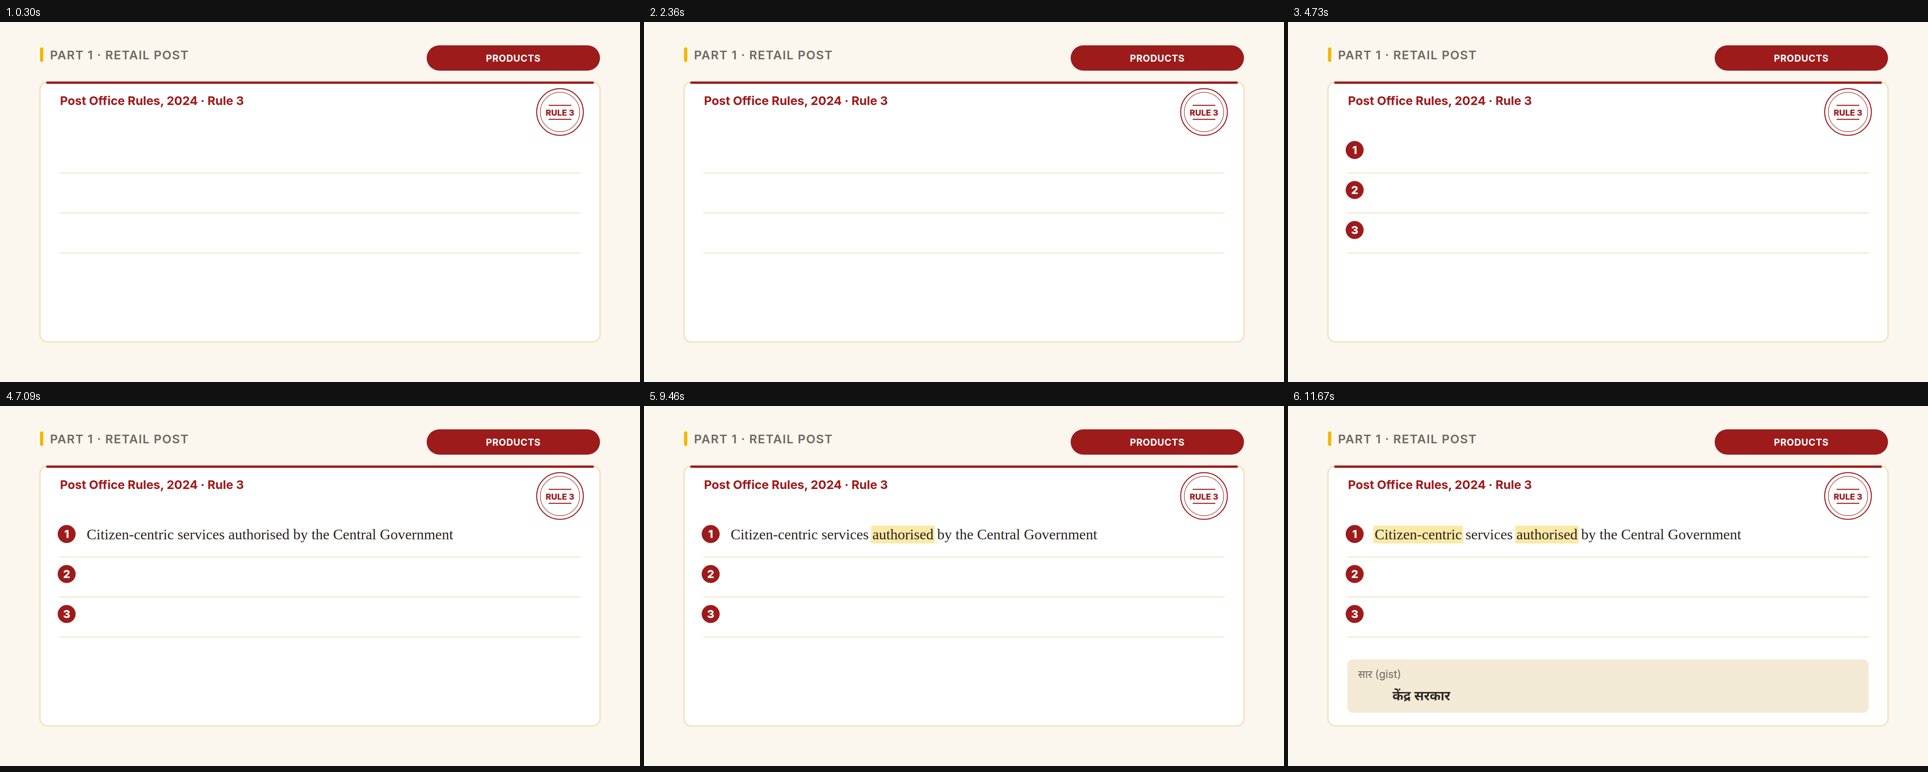 1. 0.30s
PART 1 · RETAIL POST
PRODUCTS
Post Office Rules, 2024 · Rule 3
RULE 3
2. 2.36s
PART 1 · RETAIL POST
PRODUCTS
Post Office Rules, 2024 · Rule 3
RULE 3
3. 4.73s
PART 1 · RETAIL POST
PRODUCTS
Post Office Rules, 2024 · Rule 3
RULE 3
1
2
3
4. 7.09s
PART 1 · RETAIL POST
PRODUCTS
Post Office Rules, 2024 · Rule 3
RULE 3
1 Citizen-centric services authorised by the Central Government
2
3
5. 9.46s
PART 1 · RETAIL POST
PRODUCTS
Post Office Rules, 2024 · Rule 3
RULE 3
1 Citizen-centric services authorised by the Central Government
2
3
6. 11.67s
PART 1 · RETAIL POST
PRODUCTS
Post Office Rules, 2024 · Rule 3
RULE 3
1 Citizen-centric services authorised by the Central Government
2
3
सार (gist)
केंद्र सरकार